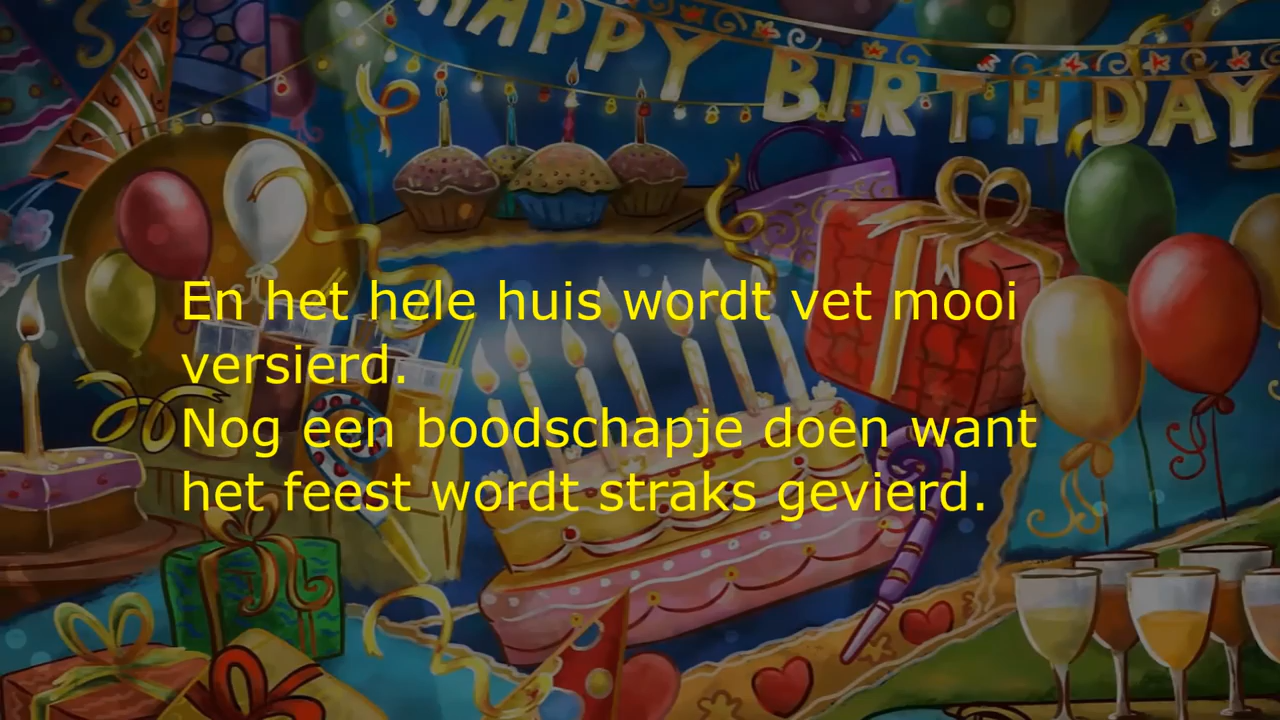 HAPPY BIRTHDAY
En het hele huis wordt vet mooi
versierd.
Nog een boodschapje doen want
het feest wordt straks gevierd.